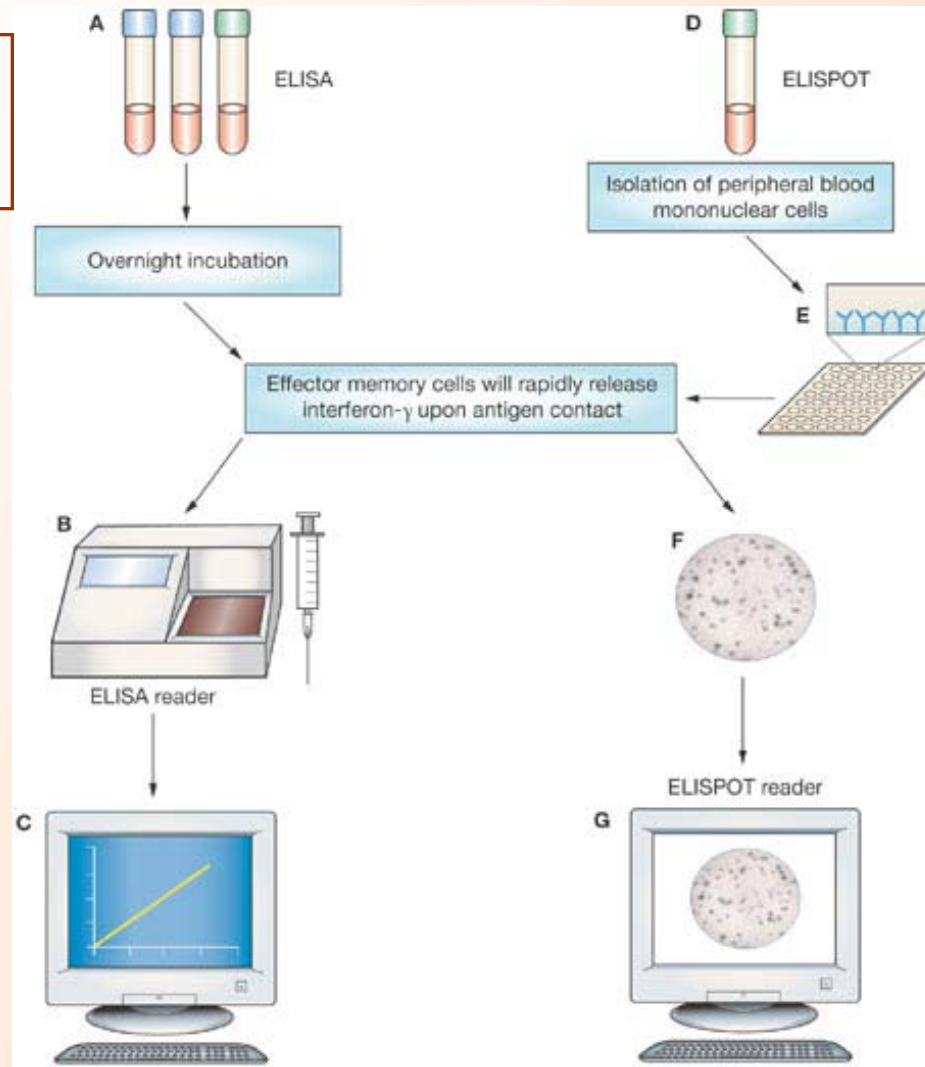 A
ELISA
Overnight incubation
D
ELISPOT
Isolation of peripheral blood
mononuclear cells
E
Effector memory cells will rapidly release
interferon-γ upon antigen contact
B
ELISA reader
C
F
ELISPOT reader
G